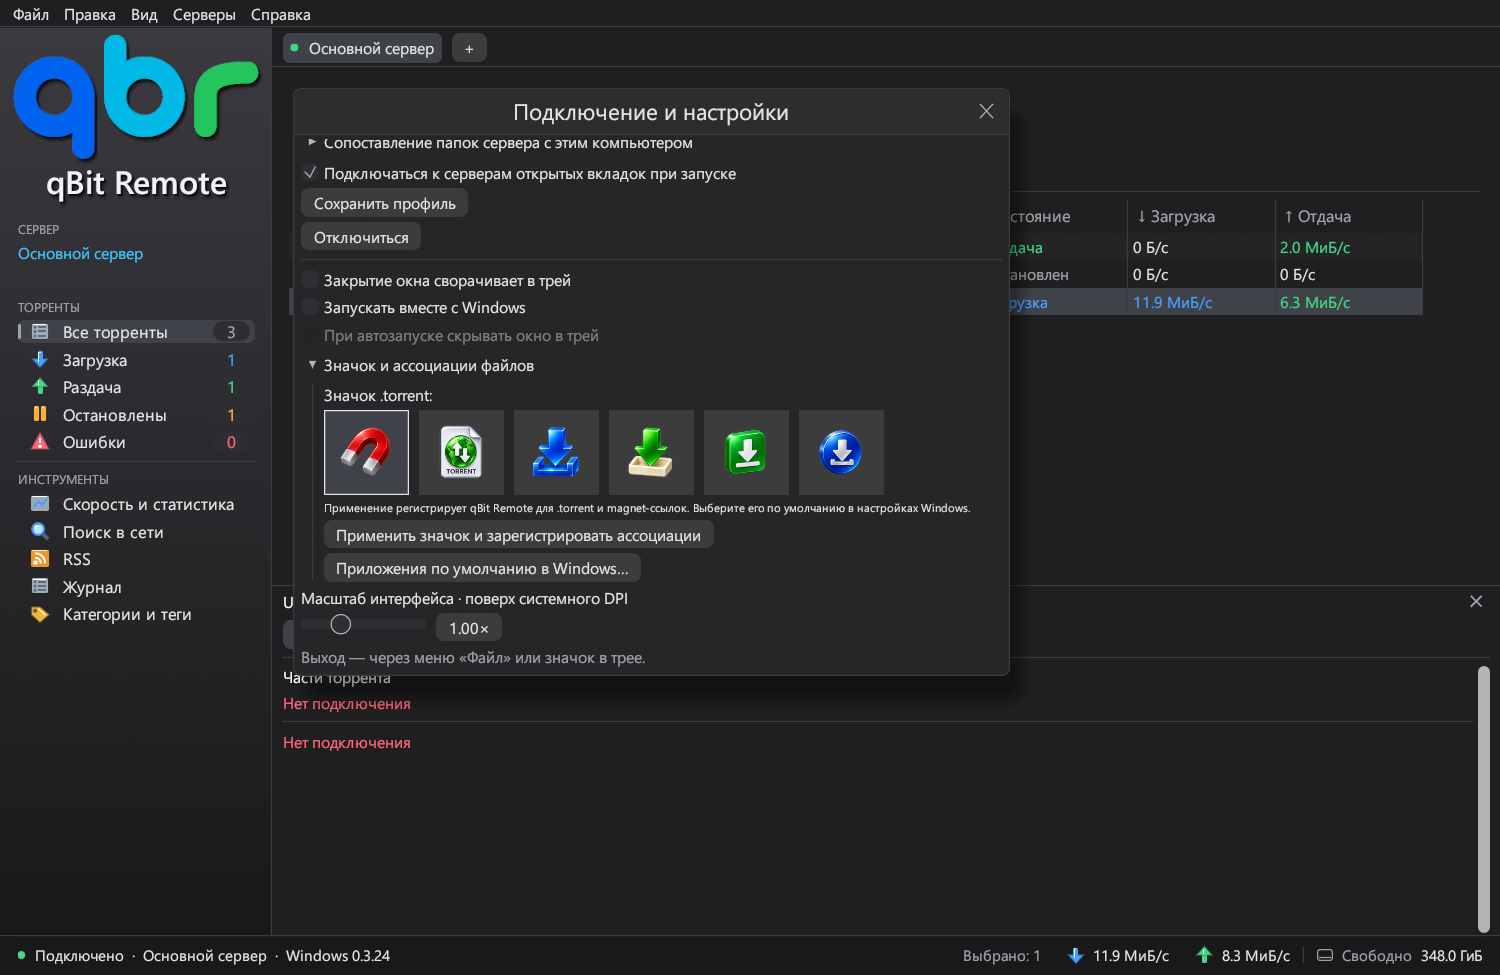 Файл Правка Вид Серверы Справка
qbr
qBit Remote
СЕРВЕР
Основной сервер
ТОРРЕНТЫ
Все торренты 3
Загрузка 1
Раздача 1
Остановлены 1
Ошибки 0
ИНСТРУМЕНТЫ
Скорость и статистика
Поиск в сети
RSS
Журнал
Категории и теги
Основной сервер +
Подключение и настройки
Сопоставление папок сервера с этим компьютером
Подключаться к серверам открытых вкладок при запуске
Сохранить профиль
Отключиться
Закрытие окна сворачивает в трей
Запускать вместе с Windows
При автозапуске скрывать окно в трей
Значок и ассоциации файлов
Значок .torrent:
TORRENT
Применение регистрирует qBit Remote для .torrent и magnet-ссылок. Выберите его по умолчанию в настройках Windows.
Применить значок и зарегистрировать ассоциации
Приложения по умолчанию в Windows...
Масштаб интерфейса · поверх системного DPI
1.00×
Выход — через меню «Файл» или значок в трее.
стояние ↓ Загрузка ↑ Отдача
дача 0 Б/с 2.0 МиБ/с
ановлен 0 Б/с 0 Б/с
рузка 11.9 МиБ/с 6.3 МиБ/с
Части торрента
Нет подключения
Нет подключения
Подключено · Основной сервер · Windows 0.3.24
Выбрано: 1 11.9 МиБ/с 8.3 МиБ/с Свободно 348.0 ГиБ